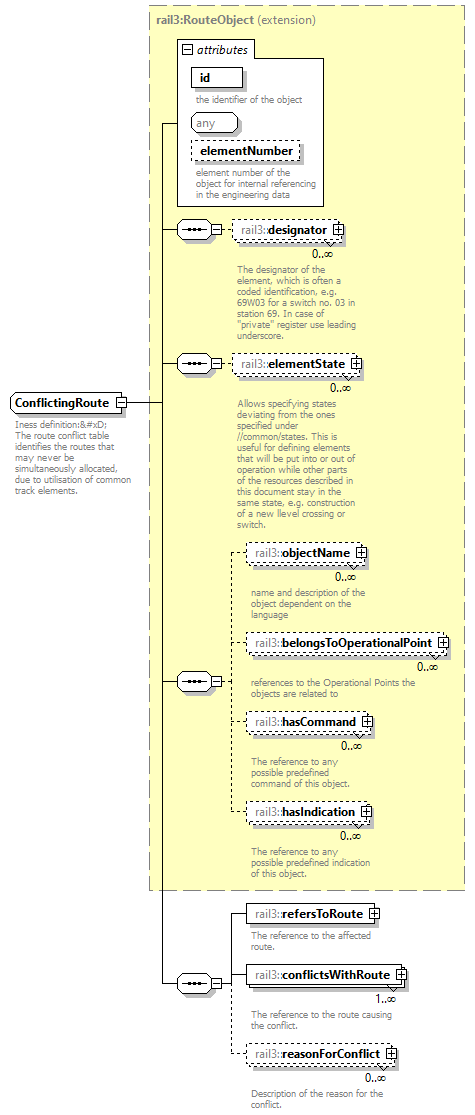 rail3:RouteObject (extension)
attributes
id
the identifier of the object
any
elementNumber
element number of the
object for internal referencing
in the engineering data
rail3::designator
0..∞
The designator of the
element, which is often a
coded identification, e.g.
69W03 for a switch no. 03 in
station 69. In case of
"private" register use leading
underscore.
rail3::elementState
0..∞
Allows specifying states
deviating from the ones
specified under
//common/states. This is
useful for defining elements
that will be put into or out of
operation while other parts
of the resources described in
this document stay in the
same state, e.g. construction
of a new llevel crossing or
switch.
ConflictingRoute
Iness definition:&#xD;
The route conflict table
identifies the routes that
may never be
simultaneously allocated,
due to utilisation of common
track elements.
rail3::objectName
0..∞
name and description of the
object dependent on the
language
rail3::belongsToOperationalPoint
0..∞
references to the Operational Points the
objects are related to
rail3::hasCommand
0..∞
The reference to any
possible predefined
command of this object.
rail3::hasIndication
0..∞
The reference to any
possible predefined indication
of this object.
rail3::refersToRoute
The reference to the affected
route.
rail3::conflictsWithRoute
1..∞
The reference to the route causing
the conflict.
rail3::reasonForConflict
0..∞
Description of the reason for the
conflict.